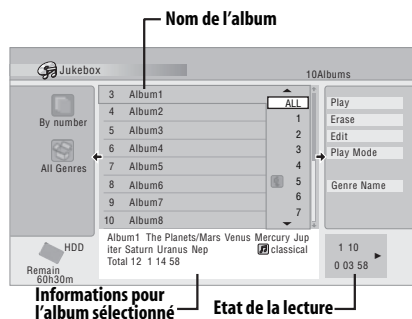 Nom de l'album
Jukebox
10Albums
By number
All Genres
3 Album1
4 Album2
5 Album3
6 Album4
7 Album5
8 Album6
9 Album7
10 Album8
ALL
1
2
3
4
5
6
7
Play
Erase
Edit
Play Mode
Genre Name
HDD
Remain
60h30m
Album1 The Planets/Mars Venus Mercury Jup
iter Saturn Uranus Nep classical
Total 12 1 14 58
1 10
0 03 58
Informations pour
l'album sélectionné
Etat de la lecture